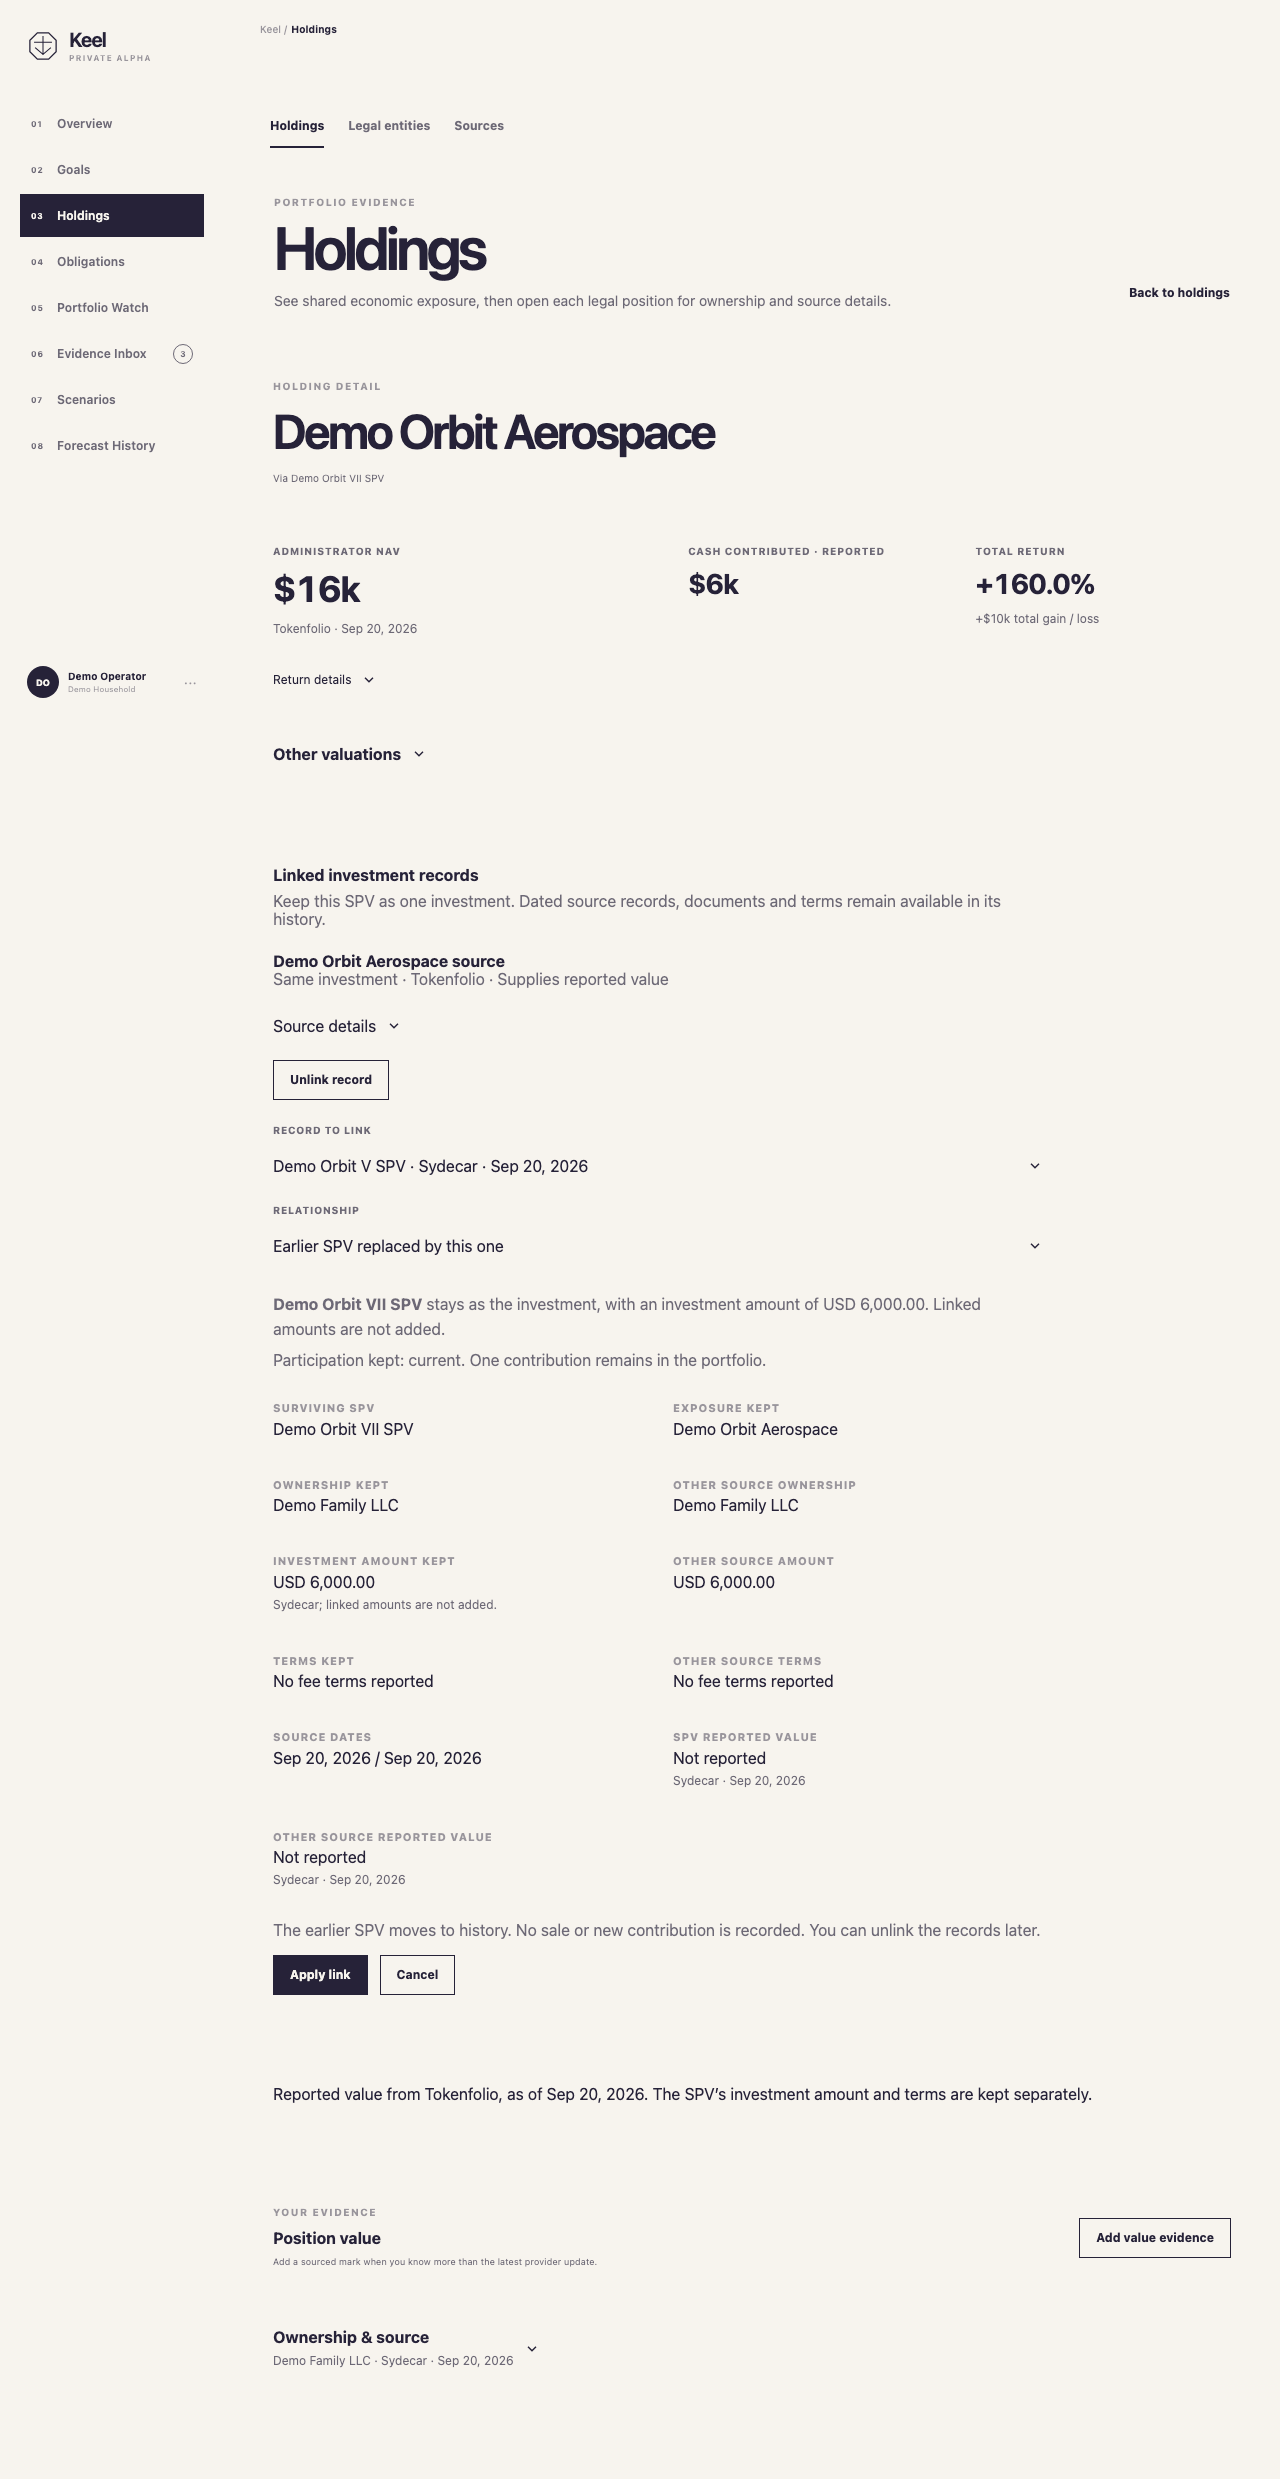 Keel
PRIVATE ALPHA
Keel / Holdings
01 Overview
02 Goals
03 Holdings
04 Obligations
05 Portfolio Watch
06 Evidence Inbox 3
07 Scenarios
08 Forecast History
DO
Demo Operator
Demo Household
...
Holdings Legal entities Sources
PORTFOLIO EVIDENCE
Holdings
See shared economic exposure, then open each legal position for ownership and source details.
Back to holdings
HOLDING DETAIL
Demo Orbit Aerospace
Via Demo Orbit VII SPV
ADMINISTRATOR NAV
$16k
Tokenfolio · Sep 20, 2026
CASH CONTRIBUTED · REPORTED
$6k
TOTAL RETURN
+160.0%
+$10k total gain / loss
Return details
Other valuations
Linked investment records
Keep this SPV as one investment. Dated source records, documents and terms remain available in its
history.
Demo Orbit Aerospace source
Same investment · Tokenfolio · Supplies reported value
Source details
Unlink record
RECORD TO LINK
Demo Orbit V SPV · Sydecar · Sep 20, 2026
RELATIONSHIP
Earlier SPV replaced by this one
Demo Orbit VII SPV stays as the investment, with an investment amount of USD 6,000.00. Linked
amounts are not added.
Participation kept: current. One contribution remains in the portfolio.
SURVIVING SPV
Demo Orbit VII SPV
EXPOSURE KEPT
Demo Orbit Aerospace
OWNERSHIP KEPT
Demo Family LLC
OTHER SOURCE OWNERSHIP
Demo Family LLC
INVESTMENT AMOUNT KEPT
USD 6,000.00
Sydecar; linked amounts are not added.
OTHER SOURCE AMOUNT
USD 6,000.00
TERMS KEPT
No fee terms reported
OTHER SOURCE TERMS
No fee terms reported
SOURCE DATES
Sep 20, 2026 / Sep 20, 2026
SPV REPORTED VALUE
Not reported
Sydecar · Sep 20, 2026
OTHER SOURCE REPORTED VALUE
Not reported
Sydecar · Sep 20, 2026
The earlier SPV moves to history. No sale or new contribution is recorded. You can unlink the records later.
Apply link
Cancel
Reported value from Tokenfolio, as of Sep 20, 2026. The SPV’s investment amount and terms are kept separately.
YOUR EVIDENCE
Position value
Add a sourced mark when you know more than the latest provider update.
Add value evidence
Ownership & source
Demo Family LLC · Sydecar · Sep 20, 2026